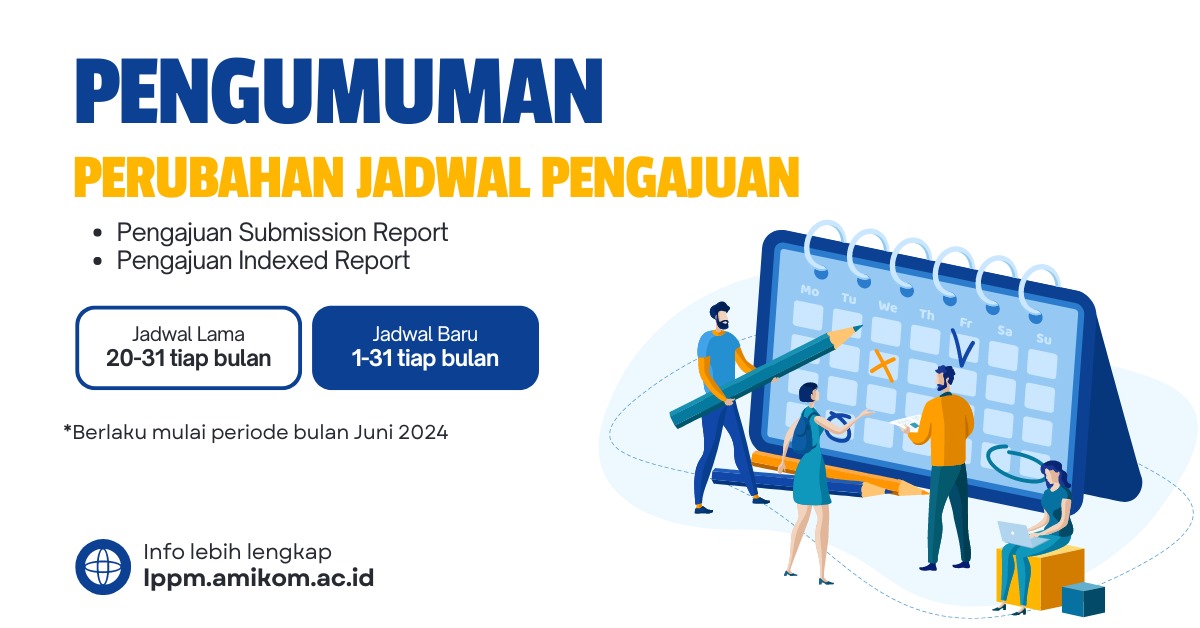 PENGUMUMAN
PERUBAHAN JADWAL PENGAJUAN
• Pengajuan Submission Report
• Pengajuan Indexed Report
Jadwal Lama
20-31 tiap bulan
Jadwal Baru
1-31 tiap bulan
*Berlaku mulai periode bulan Juni 2024
Mo Tu We Th Fr Sa Su
Info lebih lengkap
lppm.amikom.ac.id